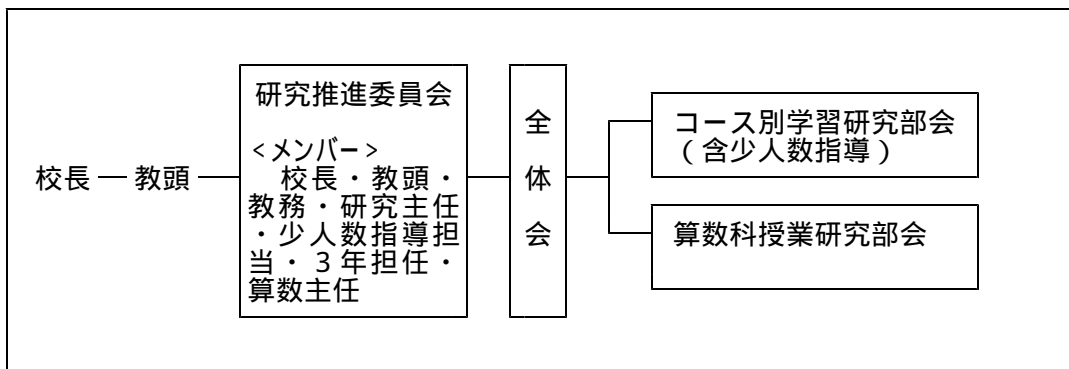 校長
教頭
研究推進委員会
<メンバー>
校長・教頭・
教務・研究主任
・少人数指導担
当・3年担任・
算数主任
全体会
コース別学習研究部会
(含少人数指導)
算数科授業研究部会